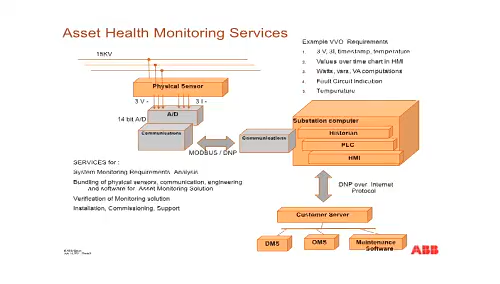 Asset Health Monitoring Services
Example VVO Requirements
1. 3 V, 3I, timestamp, temperature
2. Values over time chart in HMI
3. Watts, vars, VA computations
4. Fault Circuit Indication
5. Temperature
15KV
Physical Sensor
3 V -
3 I -
A/D
14 bit A/D
Communications
MODBUS / DNP
Communications
Substation computer
Historian
PLC
HMI
SERVICES for :
System Monitoring Requirements Analysis
Bundling of physical sensors, communication, engineering
and software for Asset Monitoring Solution
Verification of Monitoring solution
Installation, Commissioning, Support
DNP over Internet
Protocol
Customer Server
DMS
OMS
Maintenance
Software
ABB